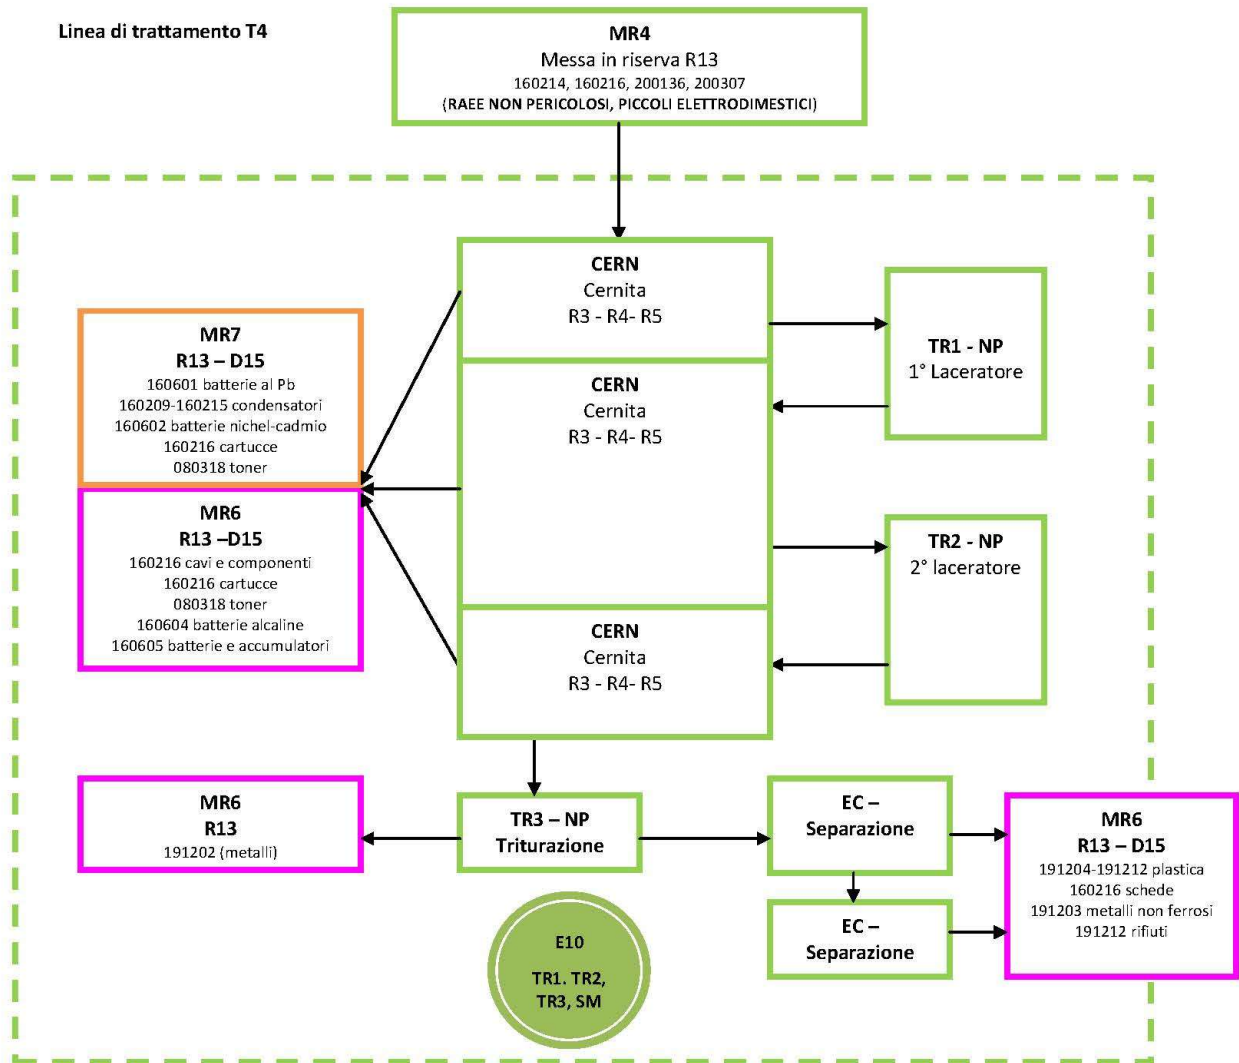 Linea di trattamento T4
MR4
Messa in riserva R13
160214, 160216, 200136, 200307
(RAEE NON PERICOLOSI, PICCOLI ELETTRODIMESTICI)
CERN
Cernita
R3 - R4- R5
TR1 - NP
1° Laceratore
MR7
R13 – D15
160601 batterie al Pb
160209-160215 condensatori
160602 batterie nichel-cadmio
160216 cartucce
080318 toner
CERN
Cernita
R3 - R4- R5
MR6
R13 –D15
160216 cavi e componenti
160216 cartucce
080318 toner
160604 batterie alcaline
160605 batterie e accumulatori
TR2 - NP
2° laceratore
CERN
Cernita
R3 - R4- R5
MR6
R13
191202 (metalli)
TR3 – NP
Triturazione
EC –
Separazione
EC –
Separazione
MR6
R13 – D15
191204-191212 plastica
160216 schede
191203 metalli non ferrosi
191212 rifiuti
E10
TR1. TR2,
TR3, SM